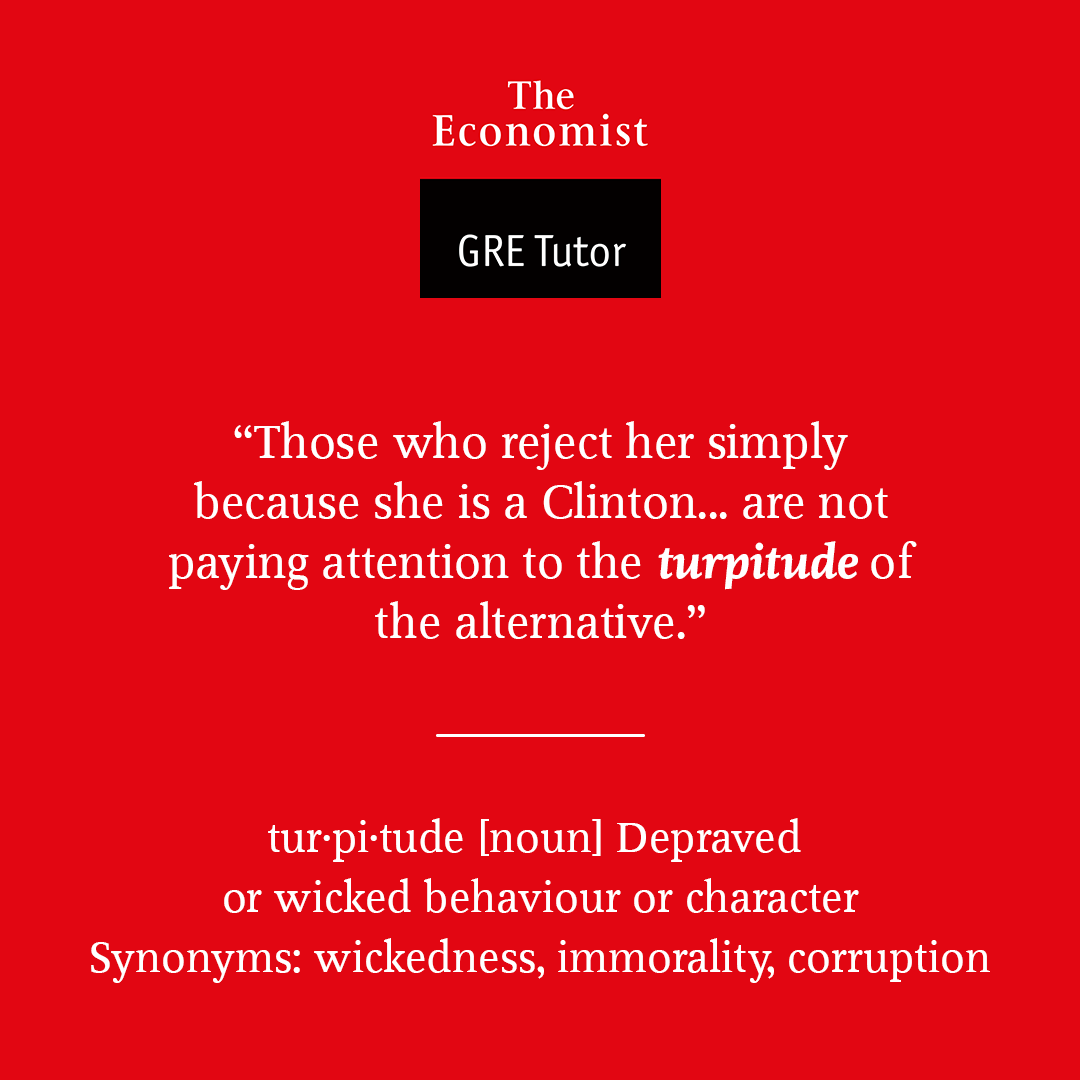 The
Economist
GRE Tutor
“Those who reject her simply
because she is a Clinton... are not
paying attention to the turpitude of
the alternative.”
tur·pi·tude [noun] Depraved
or wicked behaviour or character
Synonyms: wickedness, immorality, corruption